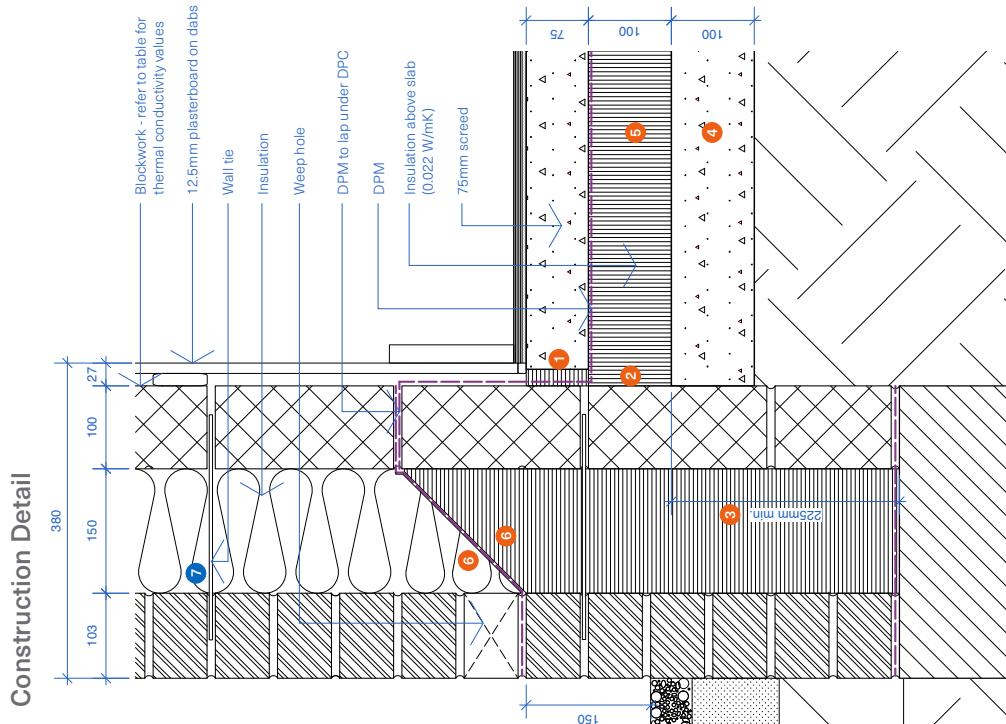 Construction Detail
380
103
150
100
27
Blockwork - refer to table for
thermal conductivity values
12.5mm plasterboard on dabs
Wall tie
Insulation
Weep hole
DPM to lap under DPC
DPM
Insulation above slab
(0.022 W/mK)
75mm screed
75
100
100
1
2
3
4
5
6
6
7
225mm min.
150